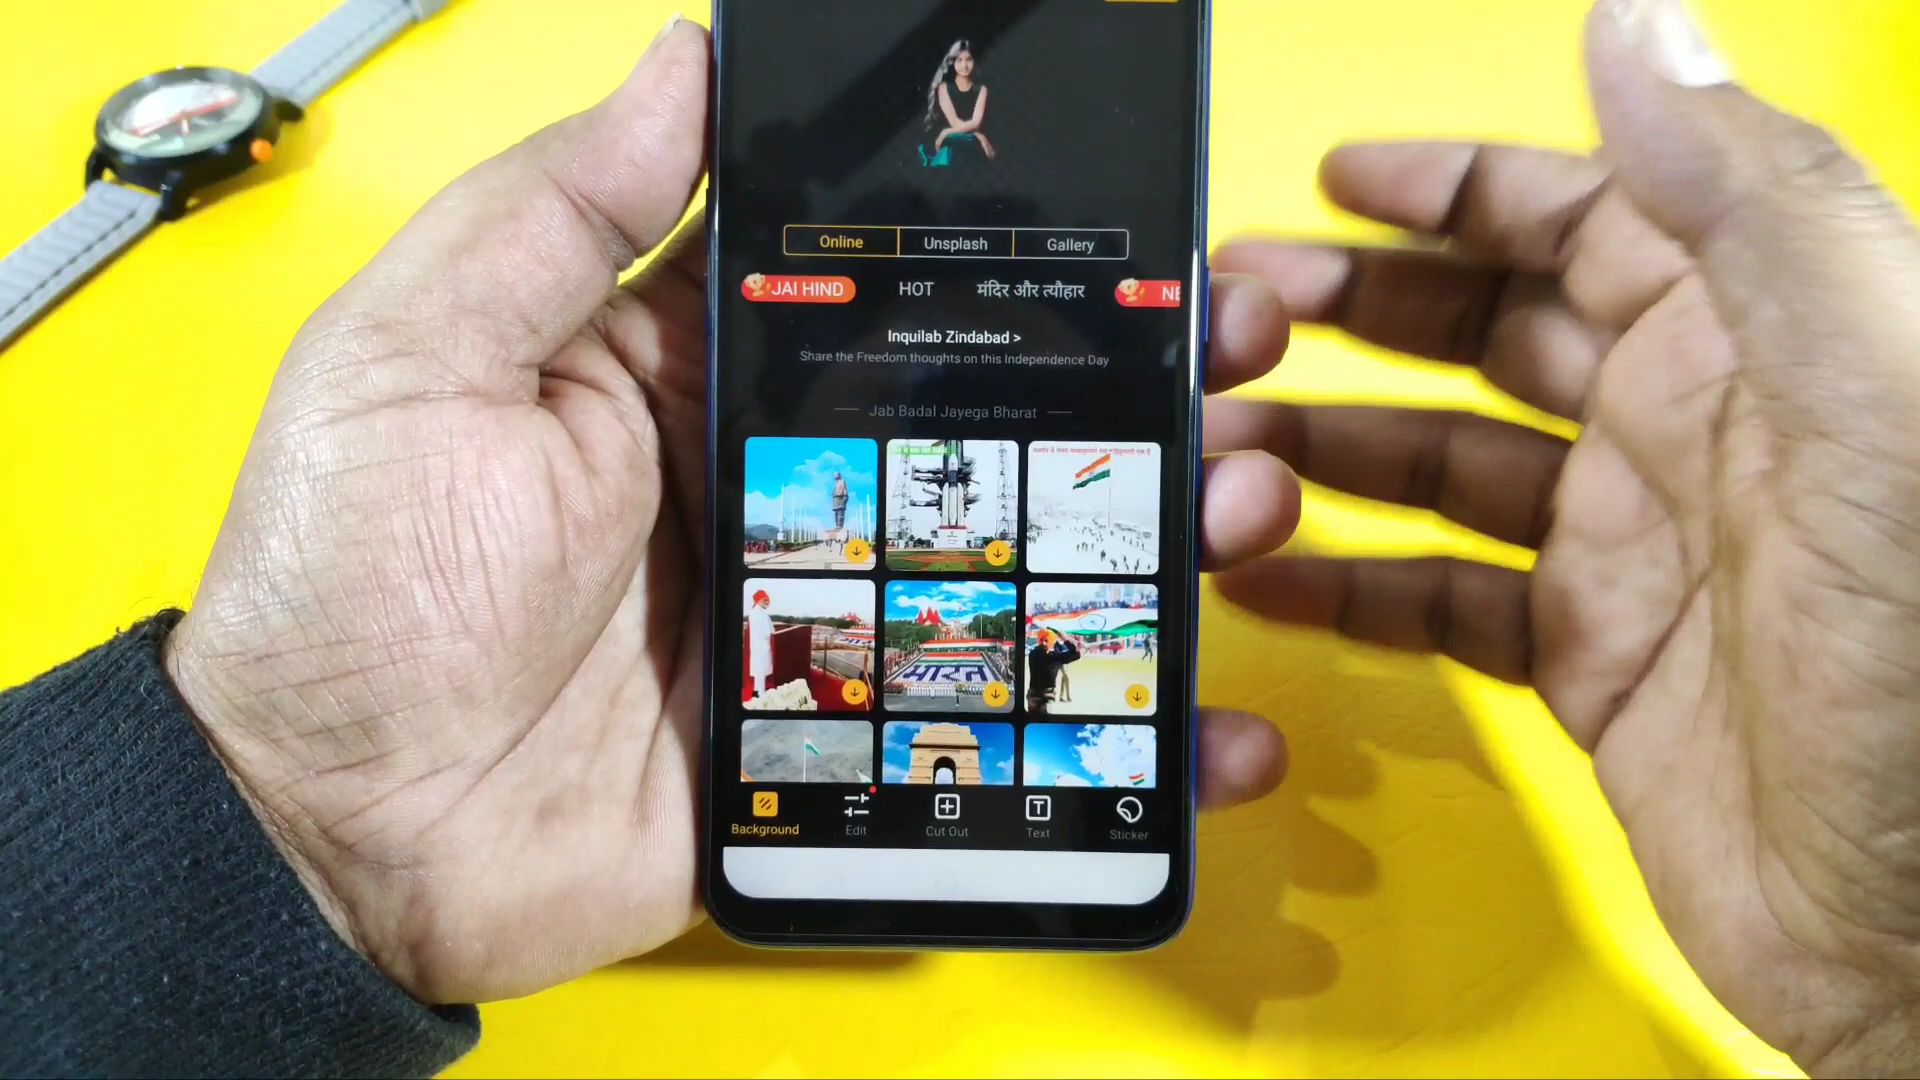 Online Unsplash Gallery
JAI HIND HOT मंदिर और त्यौहार NE
Inquilab Zindabad >
Share the Freedom thoughts on this Independence Day
Jab Badal Jayega Bharat
भारत
Background Edit Cut Out Text Sticker